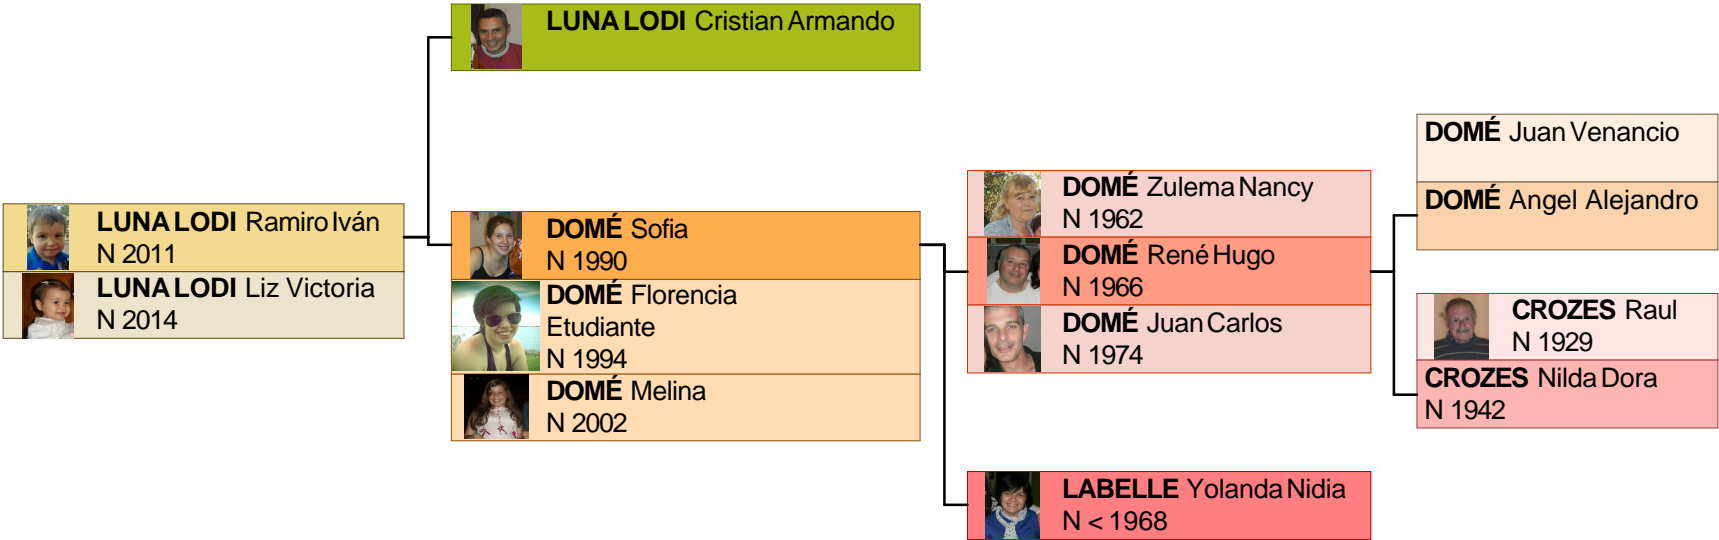 LUNA LODI Cristian Armando
LUNA LODI Ramiro Iván
N 2011
LUNA LODI Liz Victoria
N 2014
DOMÉ Sofia
N 1990
DOMÉ Florencia
Etudiante
N 1994
DOMÉ Melina
N 2002
DOMÉ Zulema Nancy
N 1962
DOMÉ René Hugo
N 1966
DOMÉ Juan Carlos
N 1974
LABELLE Yolanda Nidia
N < 1968
DOMÉ Juan Venancio
DOMÉ Angel Alejandro
CROZES Raul
N 1929
CROZES Nilda Dora
N 1942